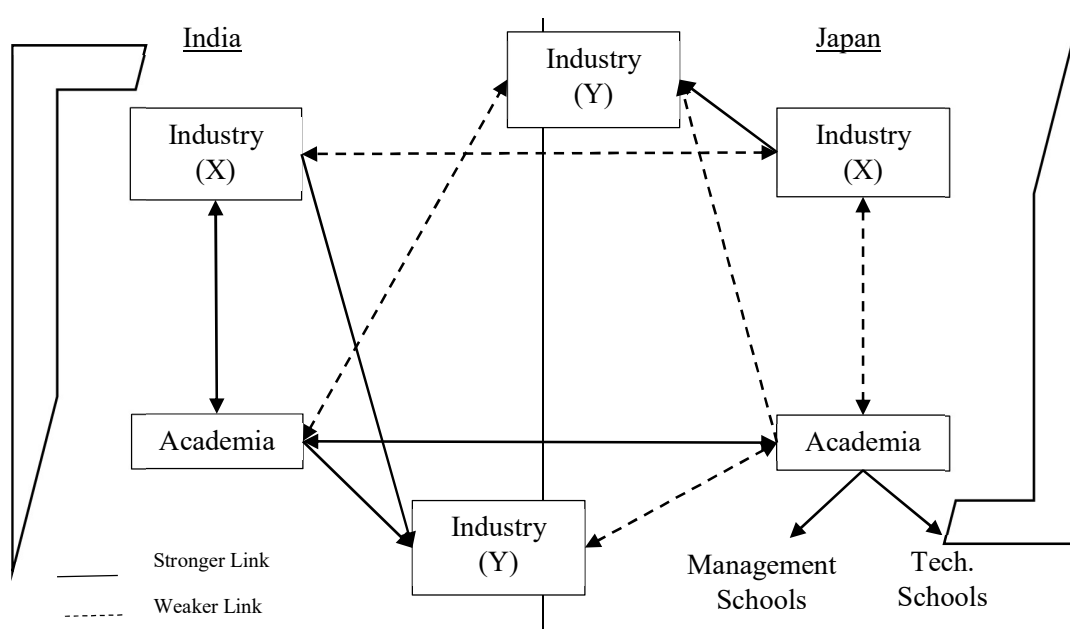 India
Japan
Industry
(Y)
Industry
(X)
Industry
(X)
Academia
Academia
Industry
(Y)
Management
Schools
Tech.
Schools
Stronger Link
Weaker Link